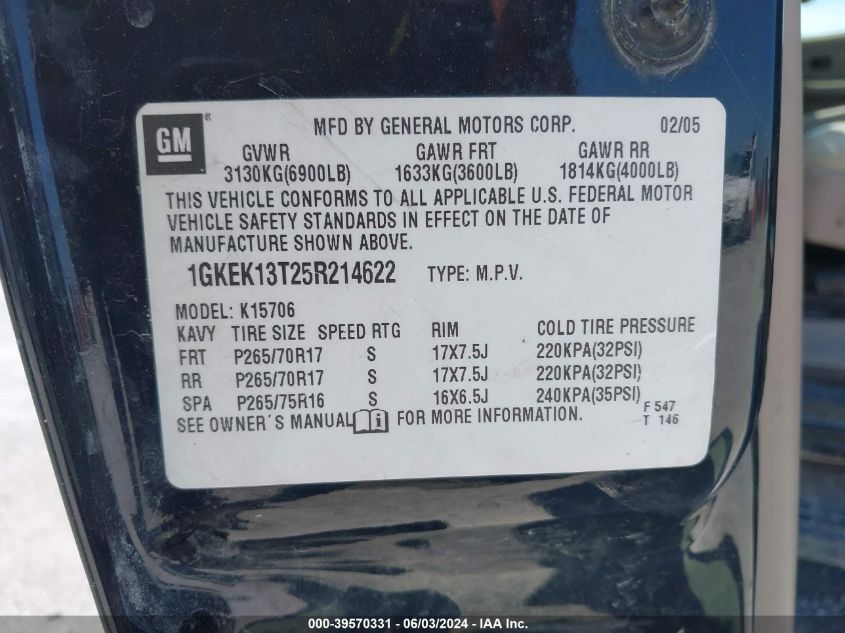 GM ®
MFD BY GENERAL MOTORS CORP. 02/05
GVWR GAWR FRT GAWR RR
3130KG(6900LB) 1633KG(3600LB) 1814KG(4000LB)
THIS VEHICLE CONFORMS TO ALL APPLICABLE U.S. FEDERAL MOTOR
VEHICLE SAFETY STANDARDS IN EFFECT ON THE DATE OF
MANUFACTURE SHOWN ABOVE.
1GKEK13T25R214622 TYPE: M.P.V.
MODEL: K15706
KAVY TIRE SIZE SPEED RTG RIM COLD TIRE PRESSURE
FRT P265/70R17 S 17X7.5J 220KPA(32PSI)
RR P265/70R17 S 17X7.5J 220KPA(32PSI)
SPA P265/75R16 S 16X6.5J 240KPA(35PSI)
SEE OWNER´S MANUAL i FOR MORE INFORMATION.
F 547
T 146
000-39570331 - 06/03/2024 - IAA Inc.